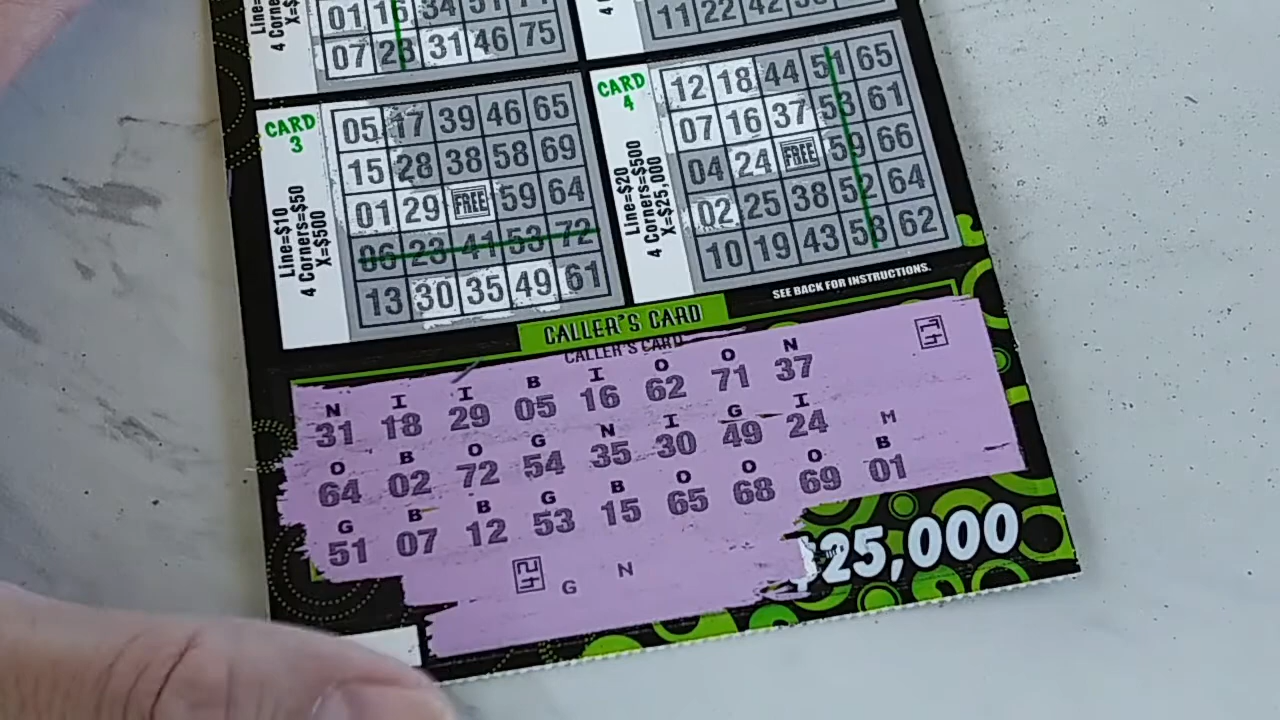 Line=
4 Corners
X=$
01 16 34 51
07 28 31 46 75
11 22 42
CARD 3
Line=$10
4 Corners=$50
X=$500
05 17 39 46 65
15 28 38 58 69
01 29 FREE 59 64
06 23 41 53 72
13 30 35 49 61
CARD 4
Line=$20
4 Corners=$500
X=$25,000
12 18 44 51 65
07 16 37 53 61
04 24 FREE 59 66
02 25 38 52 64
10 19 43 58 62
SEE BACK FOR INSTRUCTIONS.
CALLER'S CARD
CALLER'S CARD
N I I B I O O N
31 18 29 05 16 62 71 37
O B O G N I G I M
64 02 72 54 35 30 49 24
G B B G B O O O B
51 07 12 53 15 65 68 69 01
G N
$25,000